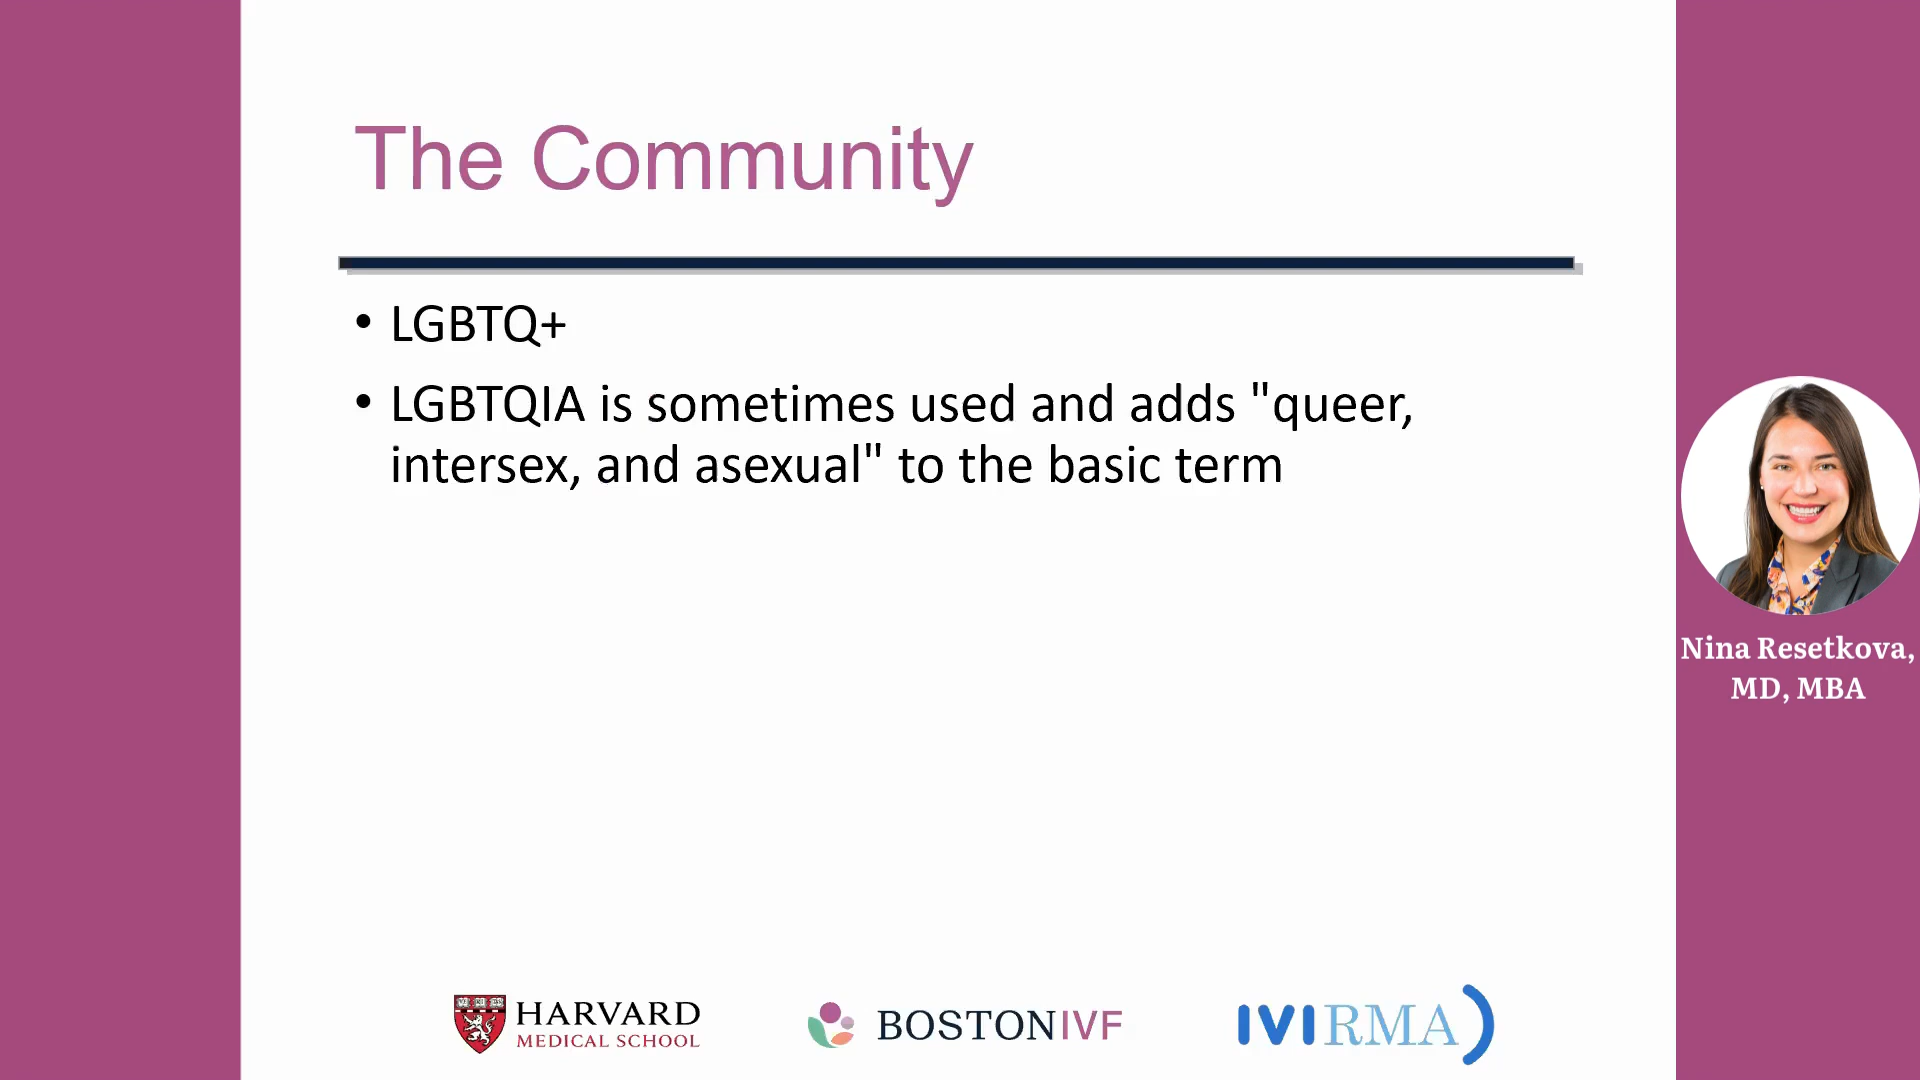 The Community
• LGBTQ+
• LGBTQIA is sometimes used and adds "queer,
intersex, and asexual" to the basic term
Nina Resetkova,
MD, MBA
HARVARD
MEDICAL SCHOOL
BOSTONIVF
IVIRMA